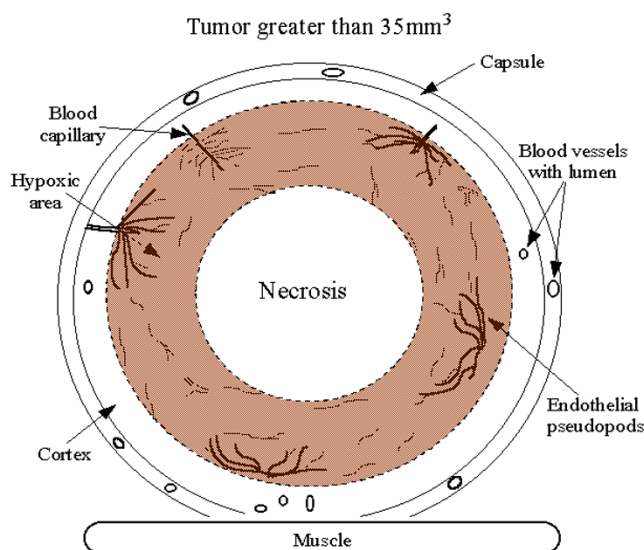 Tumor greater than 35mm³
Capsule
Blood
capillary
Blood vessels
with lumen
Hypoxic
area
Necrosis
Endothelial
pseudopods
Cortex
Muscle